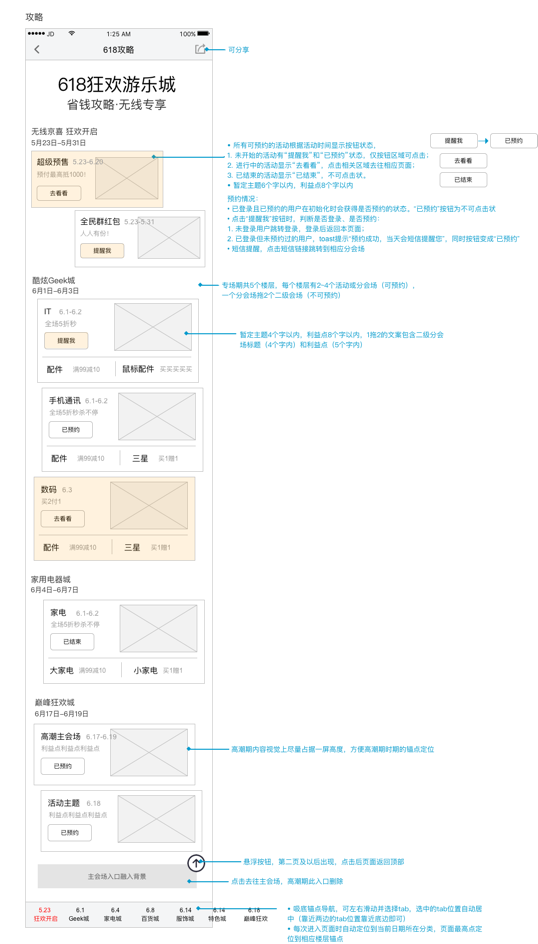 攻略
JD
1:25 AM
100%
618攻略
可分享
618狂欢游乐城
省钱攻略·无线专享
无线京喜 狂欢开启
5月23日-5月31日
超级预售 5.23-6.20
预付最高抵1000!
去看看
全民群红包 5.23-5.31
人人有份!
提醒我
• 所有可预约的活动根据活动时间显示按钮状态,
1. 未开始的活动有“提醒我”和“已预约”状态, 仅按钮区域可点击;
2. 进行中的活动显示“去看看”, 点击相关区域去往相应页面;
3. 已结束的活动显示“已结束”, 不可点击状。
• 暂定主题6个字以内, 利益点8个字以内
提醒我
已预约
去看看
已结束
预约情况:
• 已登录且已预约的用户在初始化时会获得是否预约的状态。“已预约”按钮为不可点击状
• 点击“提醒我”按钮时, 判断是否登录、是否预约:
1. 未登录用户跳转登录, 登录后返回本页面;
2. 已登录但未预约过的用户, toast提示“预约成功, 当天会短信提醒您”, 同时按钮变成“已预约”
• 短信提醒, 点击短信链接跳转到相应分会场
酷炫Geek城
6月1日-6月3日
专场期共5个楼层, 每个楼层有2-4个活动或分会场 (可预约) ,
一个分会场拖2个二级会场 (不可预约)
IT 6.1-6.2
全场5折秒
提醒我
配件 满99减10
鼠标配件 买买买买买
暂定主题4个字以内, 利益点8个字以内, 1拖2的文案包含二级分会
场标题 (4个字内) 和利益点 (5个字内)
手机通讯 6.1-6.2
全场5折秒杀不停
已预约
配件 满99减10
三星 买1赠1
数码 6.3
买2付1
去看看
配件 满99减10
三星 买1赠1
家用电器城
6月4日-6月7日
家电 6.1-6.2
全场5折秒杀不停
已结束
大家电 满99减10
小家电 买1赠1
巅峰狂欢城
6月17日-6月19日
高潮主会场 6.17-6.19
利益点利益点利益点
已预约
高潮期内容视觉上尽量占据一屏高度, 方便高潮期时期的锚点定位
活动主题 6.18
利益点利益点利益点
已预约
悬浮按钮, 第二页及以后出现, 点击后页面返回顶部
主会场入口融入背景
点击去往主会场, 高潮期此入口删除
5.23 6.1 6.4 6.8 6.14 6.14 6.18
狂欢开启 Geek城 家电城 百货城 服饰城 特色城 巅峰狂欢
• 吸底锚点导航, 可左右滑动并选择tab, 选中的tab位置自动居
中 (靠近两边的tab位置靠近底边即可)
• 每次进入页面时自动定位到当前日期所在分类, 页面最高点定
位到相应楼层锚点